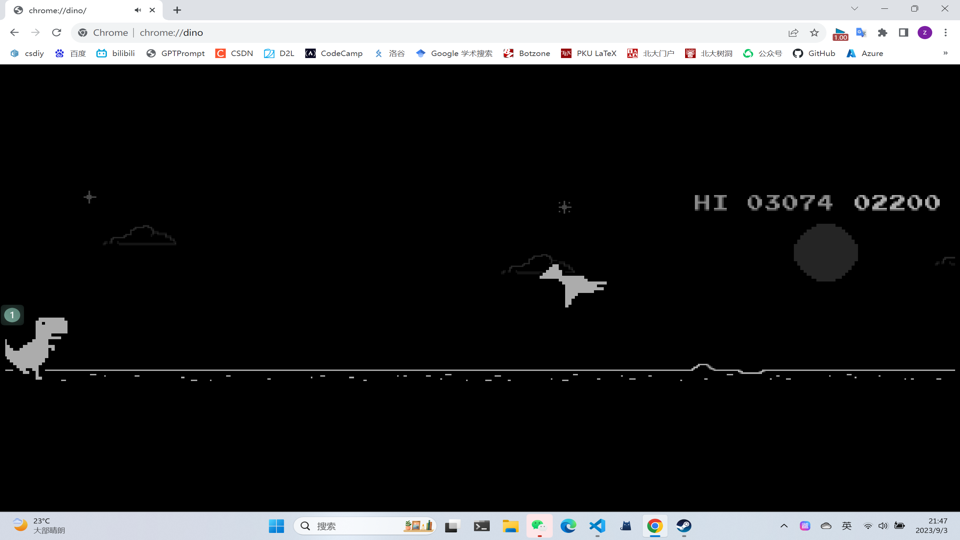 chrome://dino/
Chrome | chrome://dino
1.00
z
csdiy 百度 bilibili GPTPrompt CSDN D2L CodeCamp 洛谷 Google 学术搜索 Botzone PKU LaTeX 北大门户 北大树洞 公众号 GitHub Azure »
HI 03074 02200
1
23°C
大部晴朗
搜索
英
21:47
2023/9/3